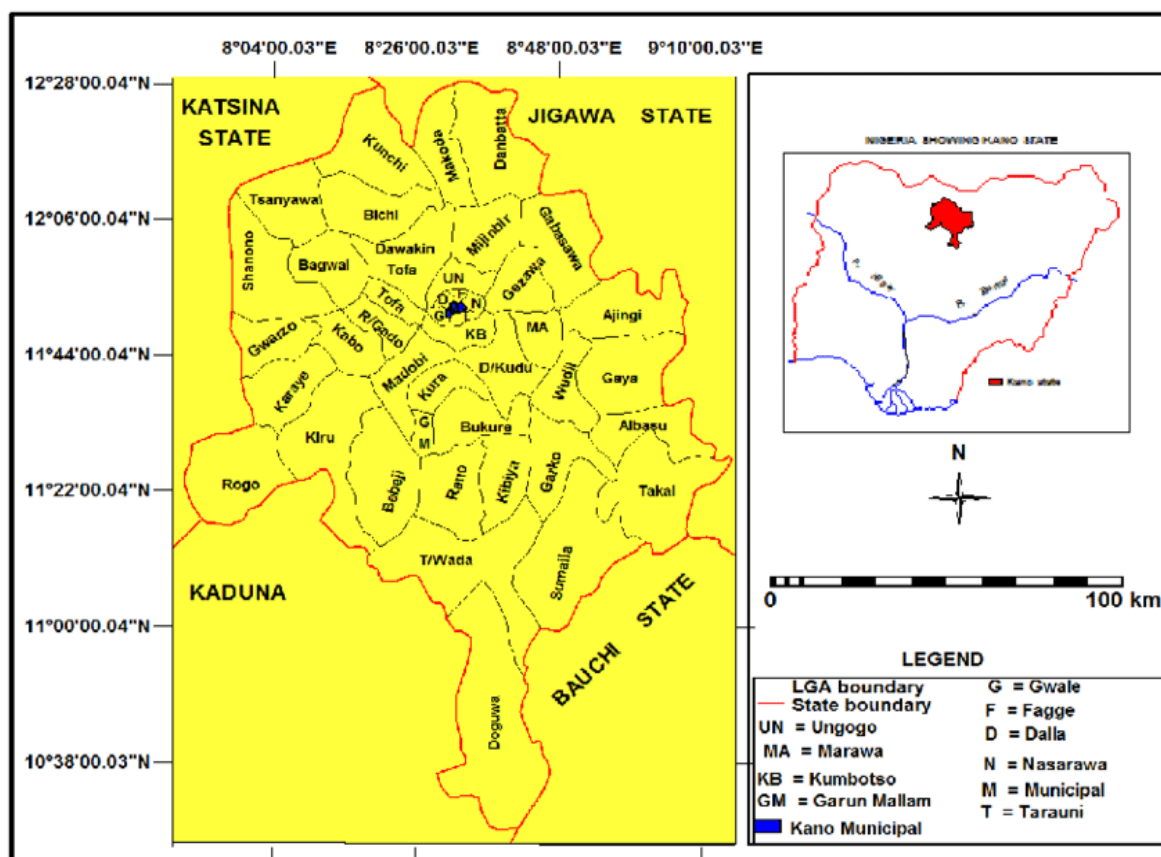 8°04'00.03"E 8°26'00.03"E 8°48'00.03"E 9°10'00.03"E
12°28'00.04"N
12°06'00.04"N
11°44'00.04"N
11°22'00.04"N
11°00'00.04"N
10°38'00.03"N
KATSINA
STATE
JIGAWA STATE
Kunchi
Makoda
Danbatta
Tsanyawa
Bichi
Shanono
Bagwai
Dawakin
Tofa
Mijinbir
Gabasawa
UN
Gezawa
Tofa
D
F
N
G
T
R/Gado
KB
MA
Ajingi
Gwarzo
Kabo
Madobi
D/Kudu
Wudil
Gaya
Karaye
Kura
G
M
Bukure
Albasu
Kiru
Rogo
Bebeji
Rano
Kibiya
Garko
Takai
T/Wada
Sumaila
KADUNA
BAUCHI STATE
Doguwa
NIGERIA SHOWING KANO STATE
Kano state
N
0 100 km
LEGEND
LGA boundary
State boundary
UN = Ungogo
MA = Marawa
KB = Kumbotso
GM = Garun Mallam
Kano Municipal
G = Gwale
F = Fagge
D = Dalla
N = Nasarawa
M = Municipal
T = Tarauni